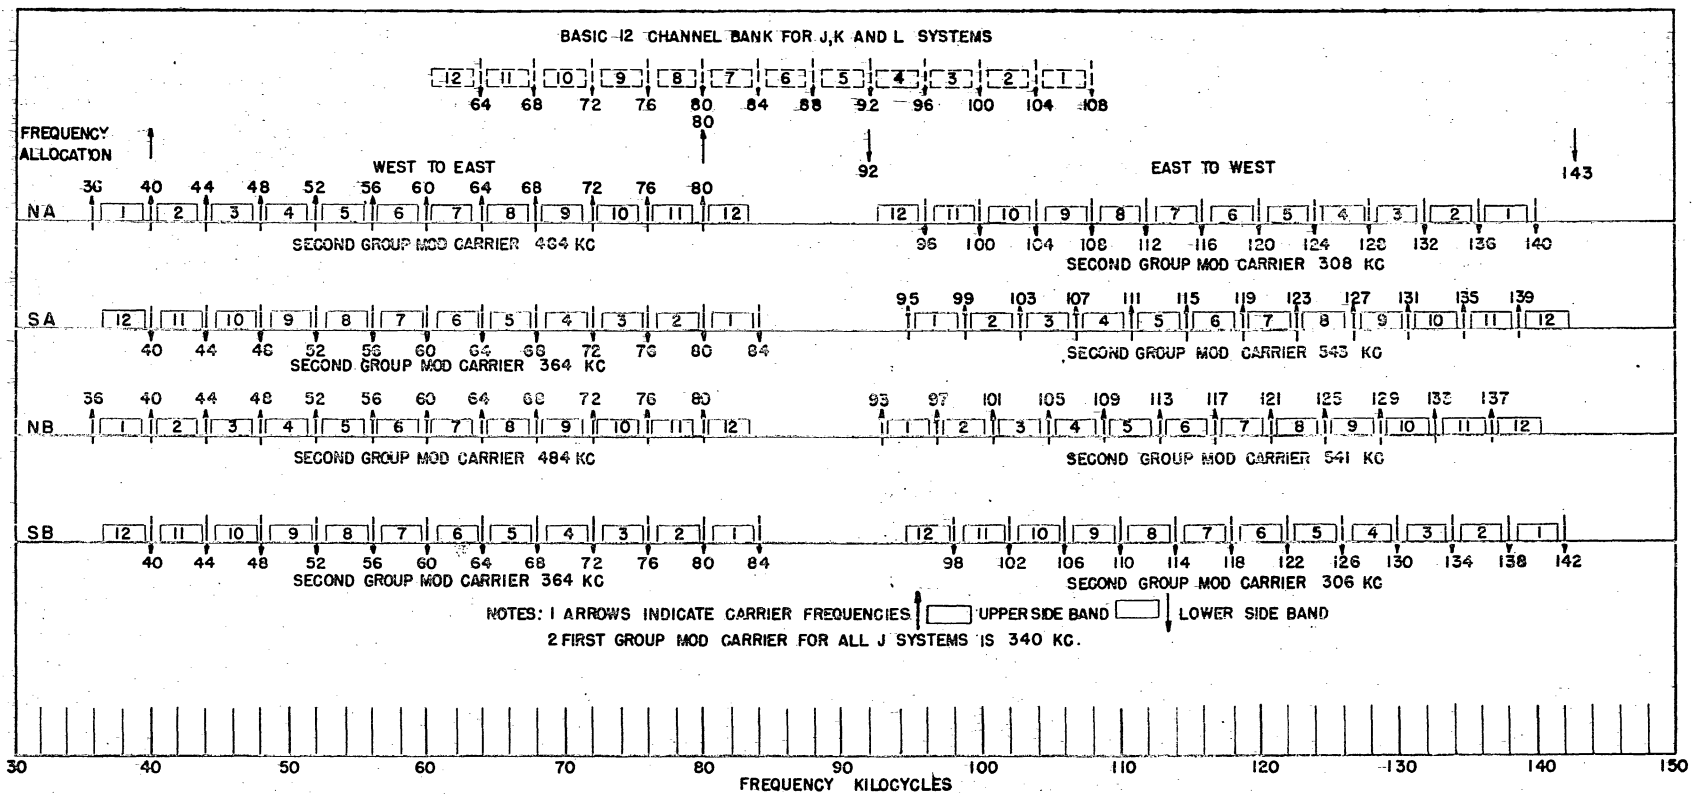 BASIC 12 CHANNEL BANK FOR J,K AND L SYSTEMS
12 11 10 9 8 7 6 5 4 3 2 1
64 68 72 76 80 84 88 92 96 100 104 108
FREQUENCY ALLOCATION
40 80 92 143
WEST TO EAST
EAST TO WEST
36 40 44 48 52 56 60 64 68 72 76 80
NA 1 2 3 4 5 6 7 8 9 10 11 12 12 11 10 9 8 7 6 5 4 3 2 1
96 100 104 108 112 116 120 124 128 132 136 140
SECOND GROUP MOD CARRIER 484 KC
SECOND GROUP MOD CARRIER 308 KC
95 99 103 107 111 115 119 123 127 131 135 139
SA 12 11 10 9 8 7 6 5 4 3 2 1 1 2 3 4 5 6 7 8 9 10 11 12
40 44 48 52 56 60 64 68 72 76 80 84
SECOND GROUP MOD CARRIER 364 KC
SECOND GROUP MOD CARRIER 543 KC
36 40 44 48 52 56 60 64 68 72 76 80 93 97 101 105 109 113 117 121 125 129 133 137
NB 1 2 3 4 5 6 7 8 9 10 11 12 1 2 3 4 5 6 7 8 9 10 11 12
SECOND GROUP MOD CARRIER 484 KC
SECOND GROUP MOD CARRIER 541 KC
SB 12 11 10 9 8 7 6 5 4 3 2 1 12 11 10 9 8 7 6 5 4 3 2 1
40 44 48 52 56 60 64 68 72 76 80 84 98 102 106 110 114 118 122 126 130 134 138 142
SECOND GROUP MOD CARRIER 364 KC
SECOND GROUP MOD CARRIER 306 KC
NOTES: 1 ARROWS INDICATE CARRIER FREQUENCIES UPPER SIDE BAND LOWER SIDE BAND
2 FIRST GROUP MOD CARRIER FOR ALL J SYSTEMS IS 340 KC.
30 40 50 60 70 80 90 100 110 120 130 140 150
FREQUENCY KILOCYCLES